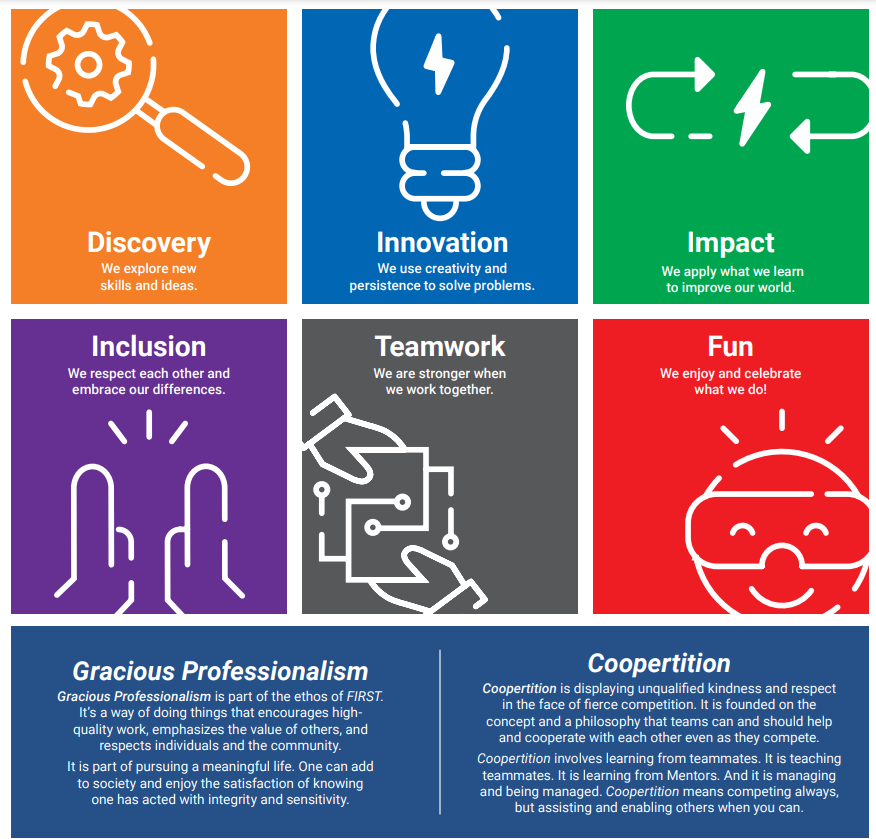 Discovery
We explore new
skills and ideas.
Innovation
We use creativity and
persistence to solve problems.
Impact
We apply what we learn
to improve our world.
Inclusion
We respect each other and
embrace our differences.
Teamwork
We are stronger when
we work together.
Fun
We enjoy and celebrate
what we do!
Gracious Professionalism
Gracious Professionalism is part of the ethos of FIRST.
It's a way of doing things that encourages high-
quality work, emphasizes the value of others, and
respects individuals and the community.
It is part of pursuing a meaningful life. One can add
to society and enjoy the satisfaction of knowing
one has acted with integrity and sensitivity.
Coopertition
Coopertition is displaying unqualified kindness and respect
in the face of fierce competition. It is founded on the
concept and a philosophy that teams can and should help
and cooperate with each other even as they compete.
Coopertition involves learning from teammates. It is teaching
teammates. It is learning from Mentors. And it is managing
and being managed. Coopertition means competing always,
but assisting and enabling others when you can.